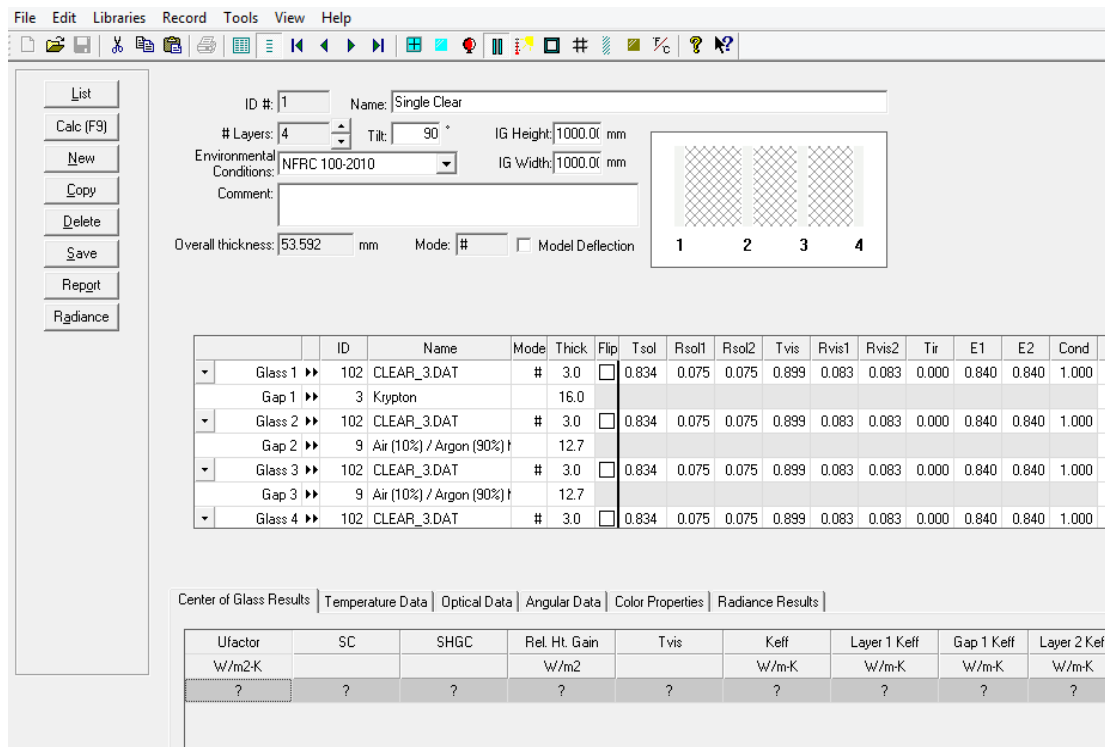 File Edit Libraries Record Tools View Help
List
Calc (F9)
New
Copy
Delete
Save
Report
Radiance
ID #: 1 Name: Single Clear
# Layers: 4 Tilt: 90 ° IG Height: 1000.0( mm
Environmental Conditions: NFRC 100-2010 IG Width: 1000.0( mm
Comment:
Overall thickness: 53.592 mm Mode: # Model Deflection
1 2 3 4
ID Name Mode Thick Flip Tsol Rsol1 Rsol2 Tvis Rvis1 Rvis2 Tir E1 E2 Cond
Glass 1 102 CLEAR_3.DAT # 3.0 0.834 0.075 0.075 0.899 0.083 0.083 0.000 0.840 0.840 1.000
Gap 1 3 Krypton 16.0
Glass 2 102 CLEAR_3.DAT # 3.0 0.834 0.075 0.075 0.899 0.083 0.083 0.000 0.840 0.840 1.000
Gap 2 9 Air (10%) / Argon (90%) 12.7
Glass 3 102 CLEAR_3.DAT # 3.0 0.834 0.075 0.075 0.899 0.083 0.083 0.000 0.840 0.840 1.000
Gap 3 9 Air (10%) / Argon (90%) 12.7
Glass 4 102 CLEAR_3.DAT # 3.0 0.834 0.075 0.075 0.899 0.083 0.083 0.000 0.840 0.840 1.000
Center of Glass Results Temperature Data Optical Data Angular Data Color Properties Radiance Results
Ufactor SC SHGC Rel. Ht. Gain Tvis Keff Layer 1 Keff Gap 1 Keff Layer 2 Kef
W/m2-K W/m2 W/m-K W/m-K W/m-K W/m-K
? ? ? ? ? ? ? ? ?